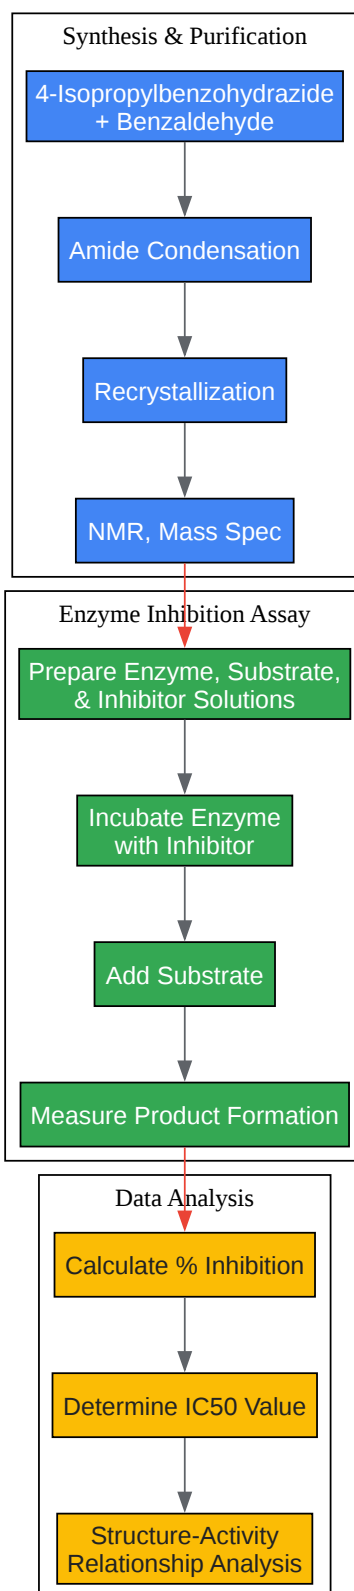 Synthesis & Purification
4-Isopropylbenzohydrazide
+ Benzaldehyde
Amide Condensation
Recrystallization
NMR, Mass Spec
Enzyme Inhibition Assay
Prepare Enzyme, Substrate,
& Inhibitor Solutions
Incubate Enzyme
with Inhibitor
Add Substrate
Measure Product Formation
Data Analysis
Calculate % Inhibition
Determine IC50 Value
Structure-Activity
Relationship Analysis